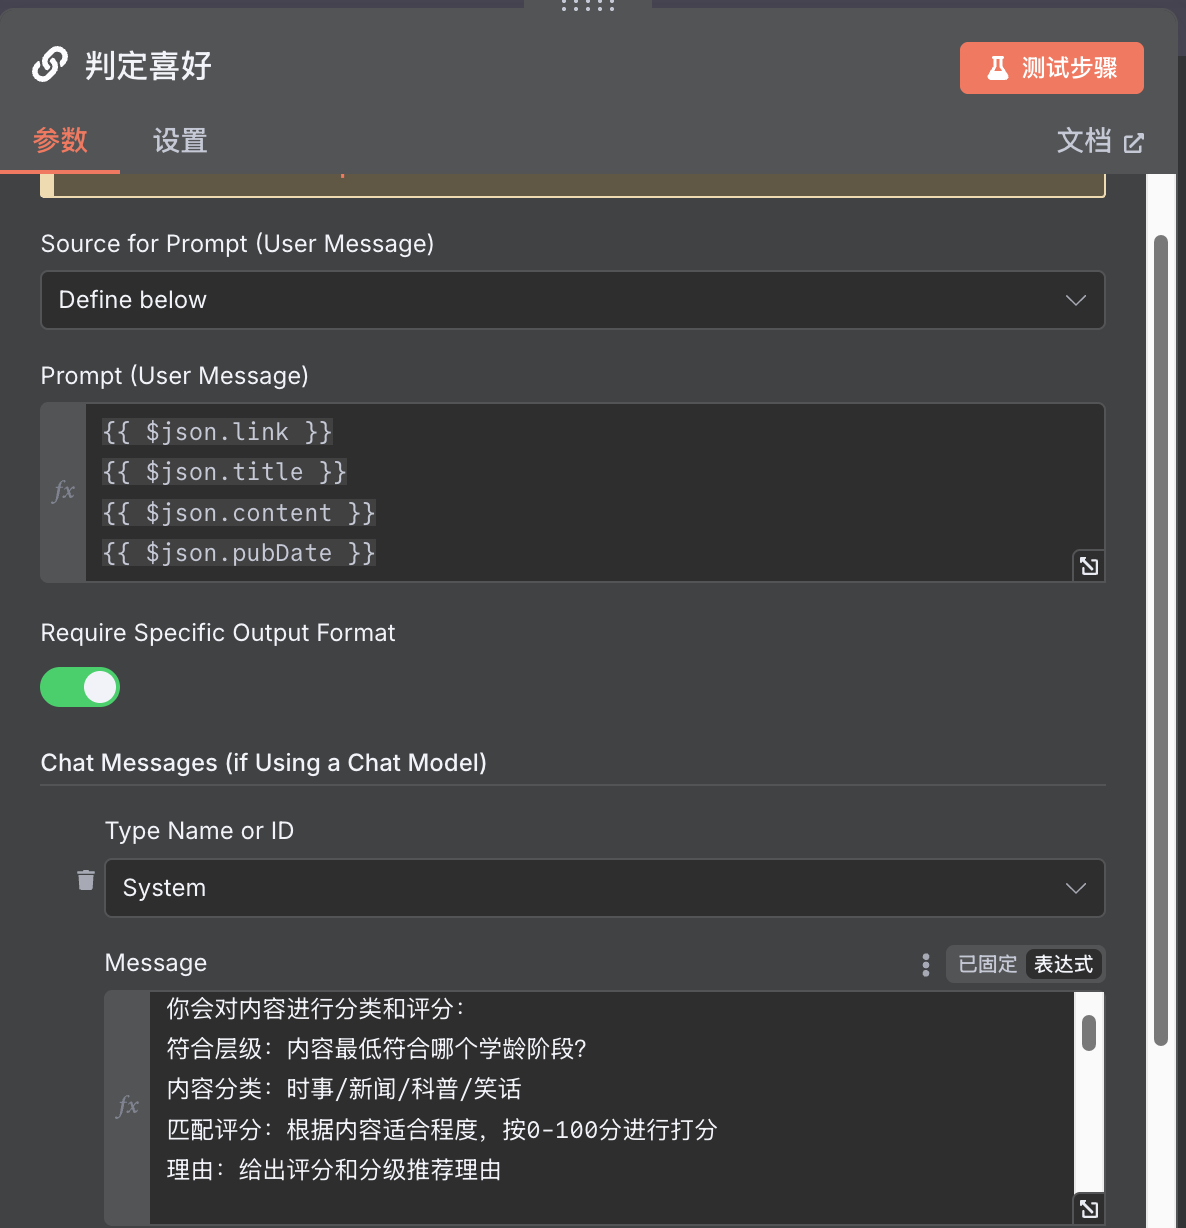 判定喜好
测试步骤
参数
设置
文档
Source for Prompt (User Message)
Define below
Prompt (User Message)
fx
{{ $json.link }}
{{ $json.title }}
{{ $json.content }}
{{ $json.pubDate }}
Require Specific Output Format
Chat Messages (if Using a Chat Model)
Type Name or ID
System
Message
已固定
表达式
fx
你会对内容进行分类和评分：
符合层级：内容最低符合哪个学龄阶段？
内容分类：时事/新闻/科普/笑话
匹配评分：根据内容适合程度，按0-100分进行打分
理由：给出评分和分级推荐理由